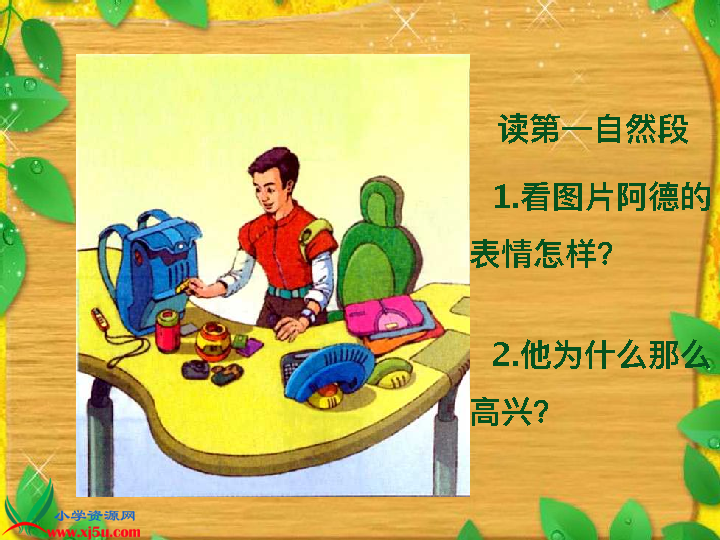 读第一自然段
1.看图片阿德的
表情怎样?
2.他为什么那么
高兴?
小学资源网
www.xj5u.com